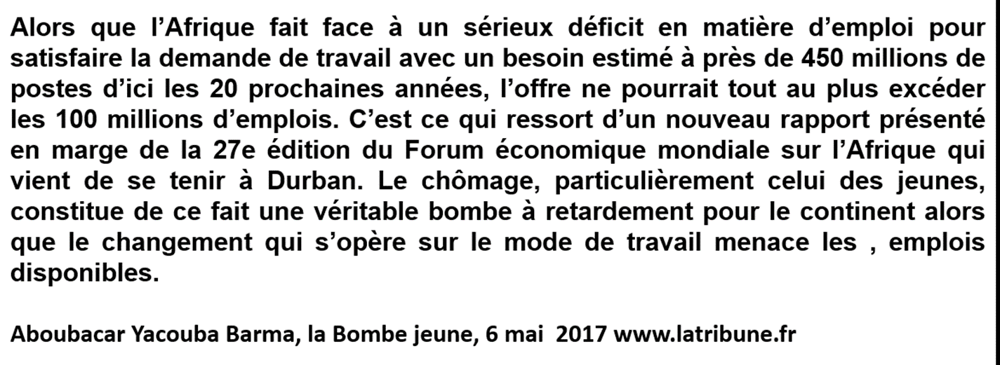 Alors que l’Afrique fait face à un sérieux déficit en matière d’emploi pour
satisfaire la demande de travail avec un besoin estimé à près de 450 millions de
postes d’ici les 20 prochaines années, l’offre ne pourrait tout au plus excéder
les 100 millions d’emplois. C’est ce qui ressort d’un nouveau rapport présenté
en marge de la 27e édition du Forum économique mondiale sur l’Afrique qui
vient de se tenir à Durban. Le chômage, particulièrement celui des jeunes,
constitue de ce fait une véritable bombe à retardement pour le continent alors
que le changement qui s’opère sur le mode de travail menace les , emplois
disponibles.
Aboubacar Yacouba Barma, la Bombe jeune, 6 mai  2017 www.latribune.fr